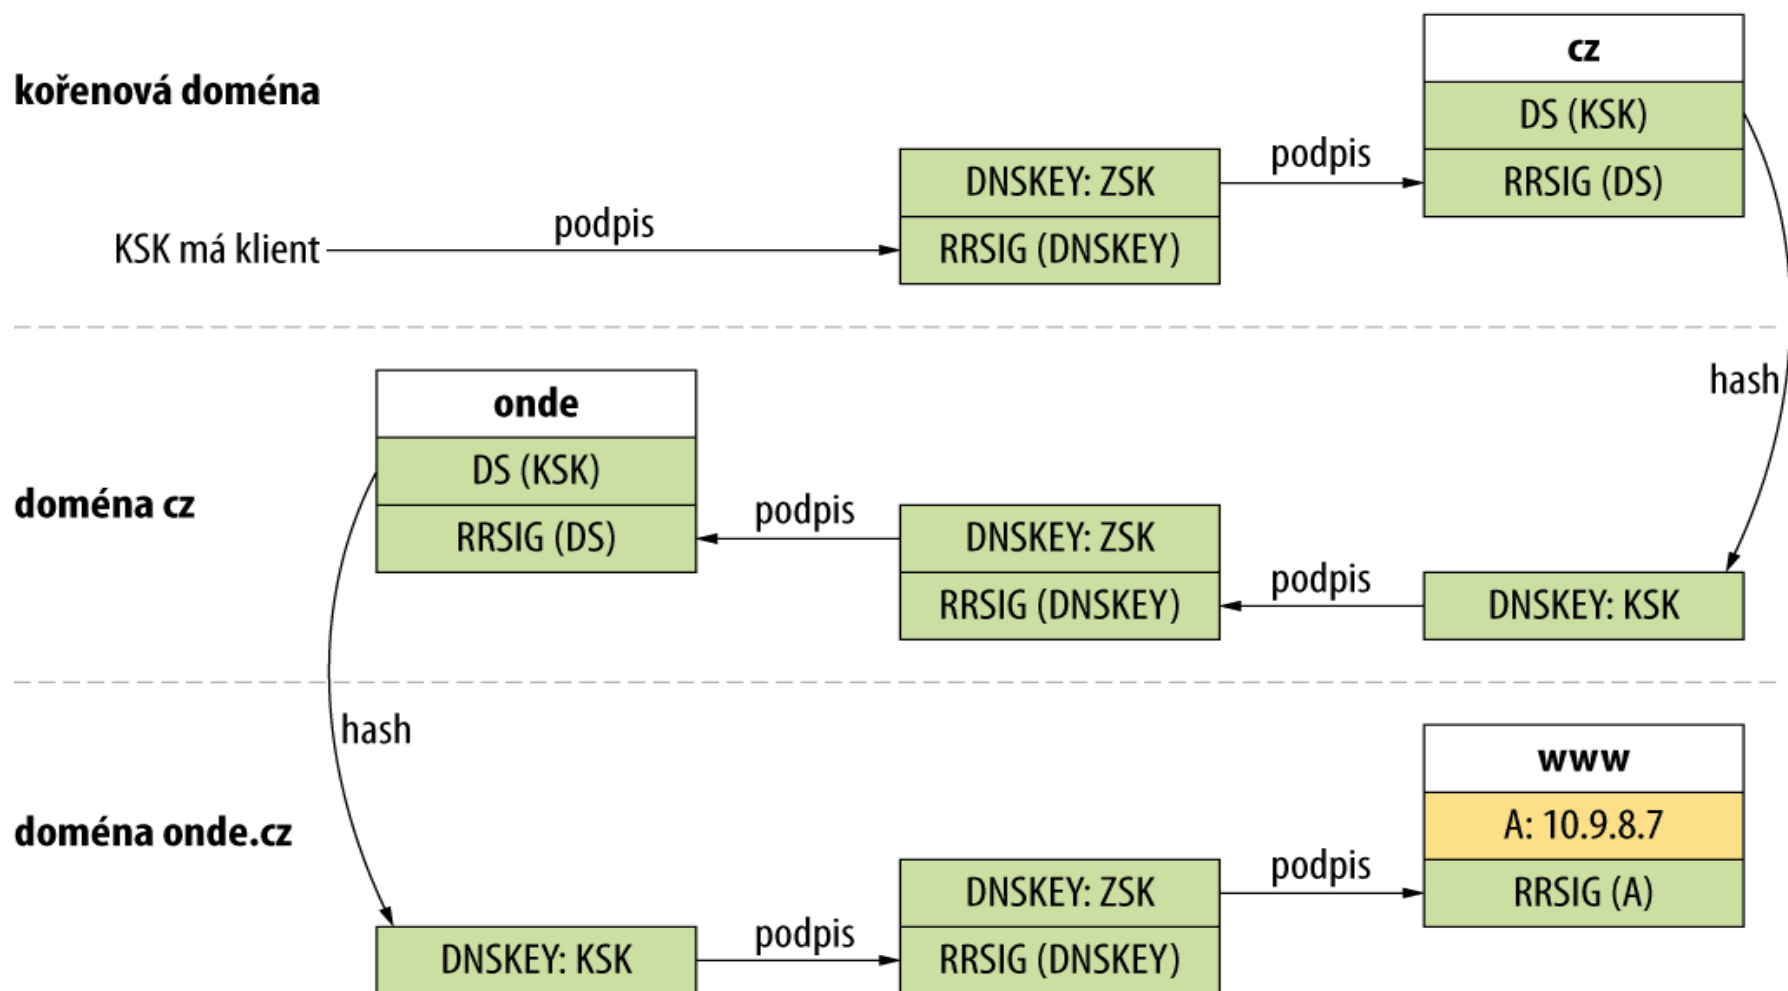 kořenová doména
cz
DS (KSK)
RRSIG (DS)
podpis
DNSKEY: ZSK
RRSIG (DNSKEY)
podpis
KSK má klient
hash
doména cz
onde
DS (KSK)
RRSIG (DS)
podpis
DNSKEY: ZSK
RRSIG (DNSKEY)
podpis
DNSKEY: KSK
hash
doména onde.cz
www
A: 10.9.8.7
RRSIG (A)
podpis
DNSKEY: ZSK
RRSIG (DNSKEY)
podpis
DNSKEY: KSK